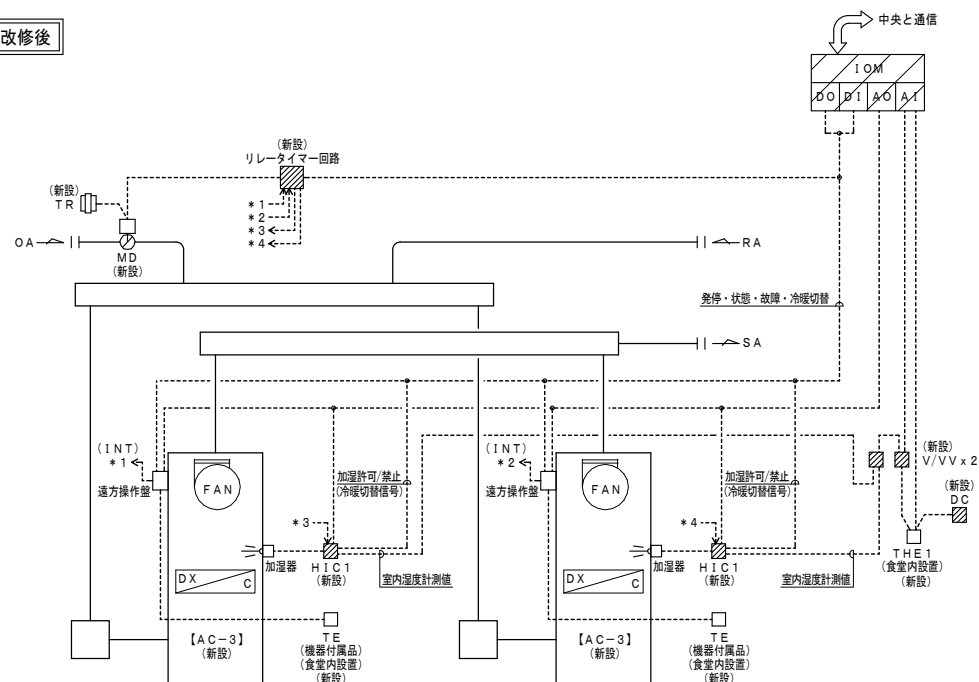 改修後
中央と通信
IOM
DO DI AO AI
(新設)
リレータイマー回路
(新設)
TR
*1
*2
*3
*4
OA
MD
(新設)
RA
発停・状態・故障・冷暖切替
SA
(INT)
*1
遠方操作盤
FAN
加湿許可/禁止
(冷暖切替信号)
*3
加湿器
HIC1
(新設)
室内湿度計測値
DX C
【AC-3】
(新設)
TE
(機器付属品)
(食堂内設置)
(新設)
(INT)
*2
遠方操作盤
FAN
加湿許可/禁止
(冷暖切替信号)
*4
加湿器
HIC1
(新設)
室内湿度計測値
DX C
【AC-3】
(新設)
TE
(機器付属品)
(食堂内設置)
(新設)
(新設)
V/VV x 2
(新設)
DC
THE1
(食堂内設置)
(新設)